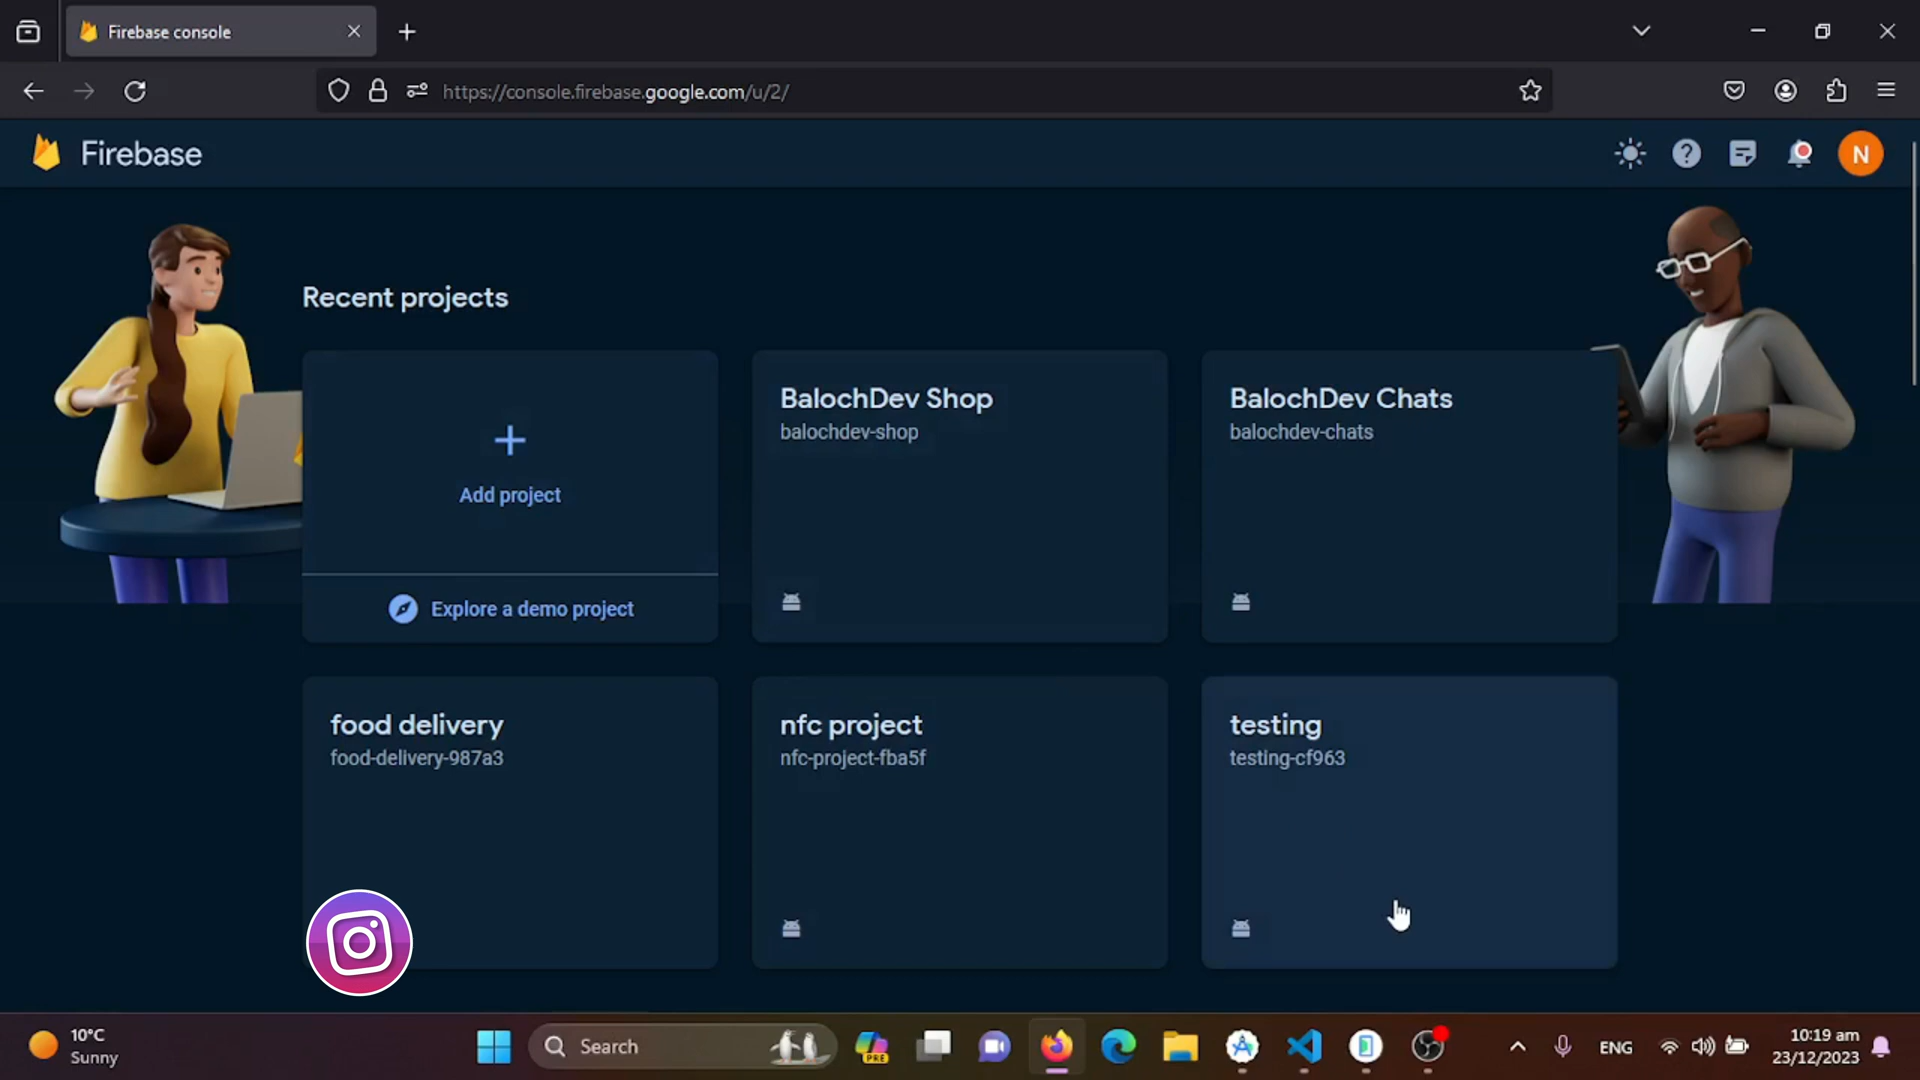 Firebase console
https://console.firebase.google.com/u/2/
Firebase
N
Recent projects
Add project
Explore a demo project
BalochDev Shop
balochdev-shop
BalochDev Chats
balochdev-chats
food delivery
food-delivery-987a3
nfc project
nfc-project-fba5f
testing
testing-cf963
10°C
Sunny
Search
PRE
ENG
10:19 am
23/12/2023